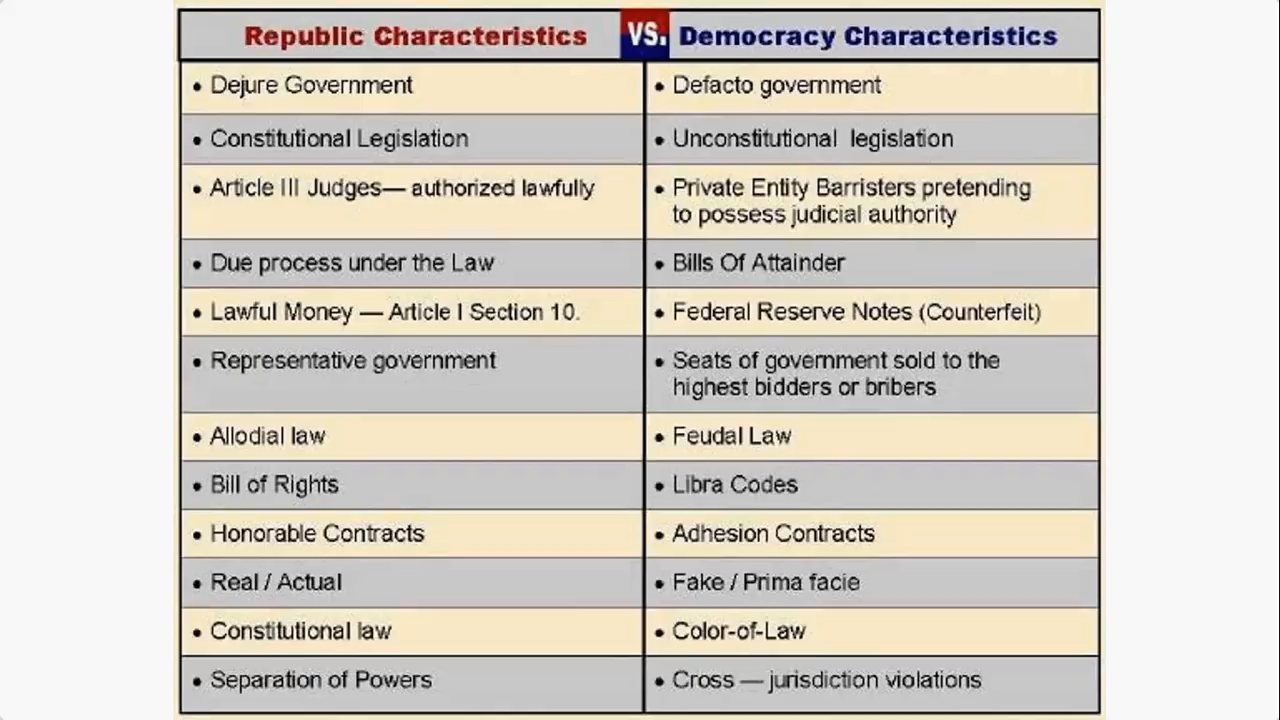 Republic Characteristics VS. Democracy Characteristics
• Dejure Government
• Defacto government
• Constitutional Legislation
• Unconstitutional legislation
• Article III Judges— authorized lawfully
• Private Entity Barristers pretending
to possess judicial authority
• Due process under the Law
• Bills Of Attainder
• Lawful Money — Article I Section 10.
• Federal Reserve Notes (Counterfeit)
• Representative government
• Seats of government sold to the
highest bidders or bribers
• Allodial law
• Feudal Law
• Bill of Rights
• Libra Codes
• Honorable Contracts
• Adhesion Contracts
• Real / Actual
• Fake / Prima facie
• Constitutional law
• Color-of-Law
• Separation of Powers
• Cross — jurisdiction violations